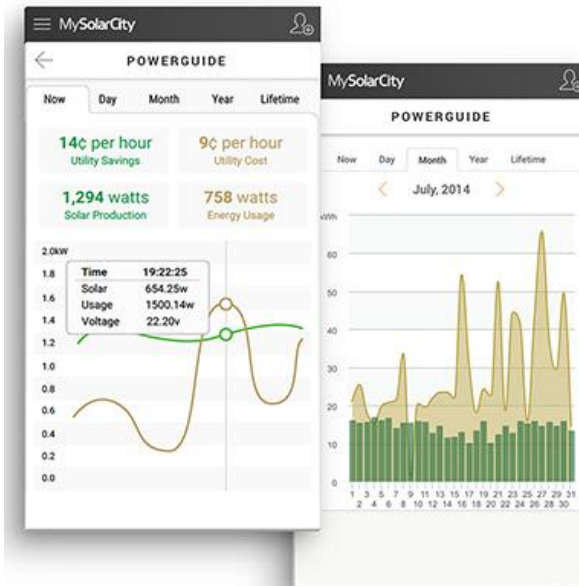 MySolarCity
POWERGUIDE
Now Day Month Year Lifetime
14¢ per hour
Utility Savings
9¢ per hour
Utility Cost
1,294 watts
Solar Production
758 watts
Energy Usage
2.0kW
1.8
1.6
1.4
1.2
1.0
0.8
0.6
0.4
0.2
0.0
Time 19:22:25
Solar 654.25w
Usage 1500.14w
Voltage 22.20v
MySolarCity
POWERGUIDE
Now Day Month Year Lifetime
July, 2014
kWh
60
50
40
30
20
10
0
1 3 5 7 9 11 13 15 17 19 21 23 25 27 29 31
2 4 6 8 10 12 14 16 18 20 22 24 26 28 30